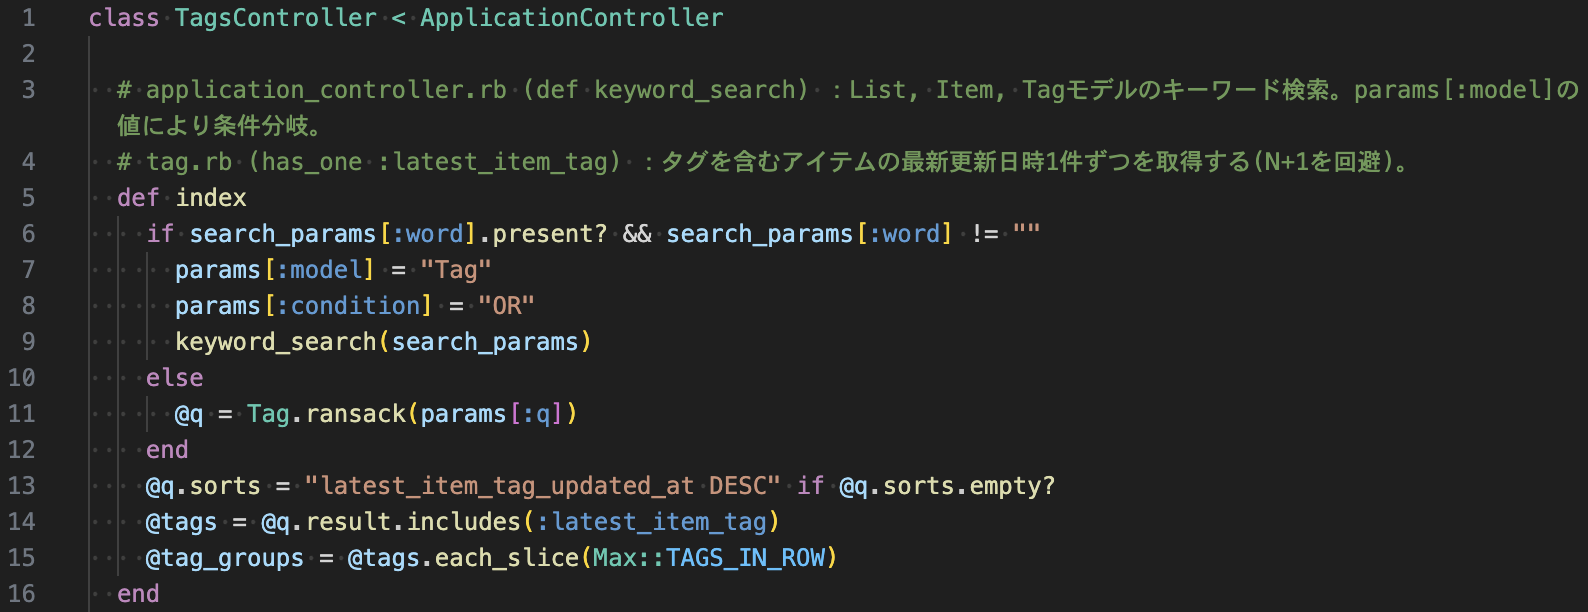 1 class TagsController < ApplicationController
2
3 # application_controller.rb (def keyword_search) ：List, Item, Tagモデルのキーワード検索。params[:model]の
値により条件分岐。
4 # tag.rb (has_one :latest_item_tag) ：タグを含むアイテムの最新更新日時1件ずつを取得する(N+1を回避)。
5 def index
6 if search_params[:word].present? && search_params[:word] != ""
7 params[:model] = "Tag"
8 params[:condition] = "OR"
9 keyword_search(search_params)
10 else
11 @q = Tag.ransack(params[:q])
12 end
13 @q.sorts = "latest_item_tag_updated_at DESC" if @q.sorts.empty?
14 @tags = @q.result.includes(:latest_item_tag)
15 @tag_groups = @tags.each_slice(Max::TAGS_IN_ROW)
16 end